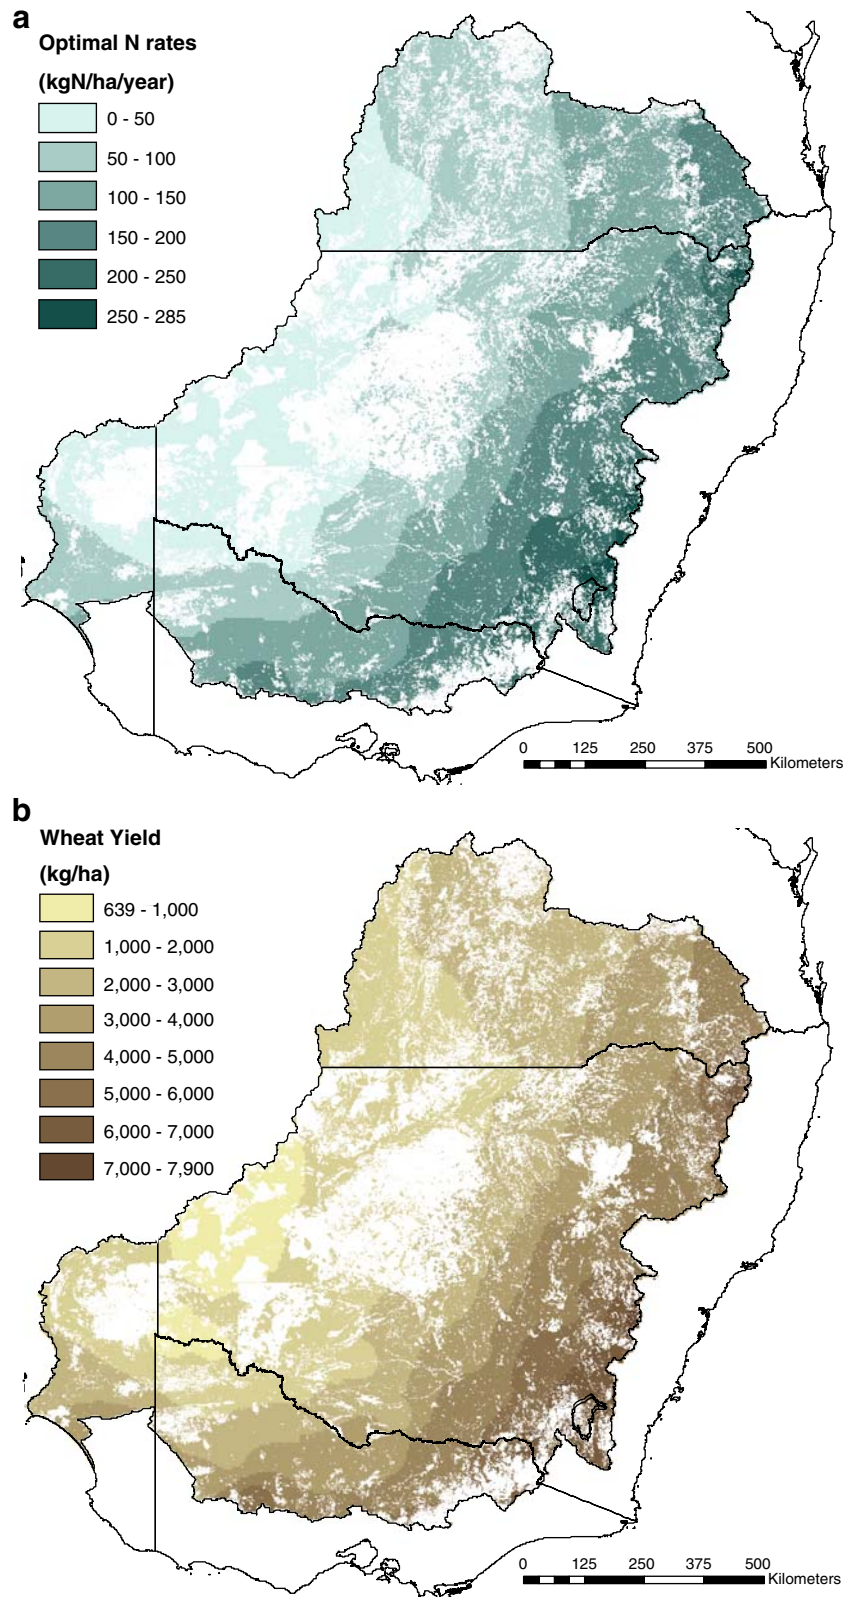 a
Optimal N rates
(kgN/ha/year)
0 - 50
50 - 100
100 - 150
150 - 200
200 - 250
250 - 285
0 125 250 375 500
Kilometers
b
Wheat Yield
(kg/ha)
639 - 1,000
1,000 - 2,000
2,000 - 3,000
3,000 - 4,000
4,000 - 5,000
5,000 - 6,000
6,000 - 7,000
7,000 - 7,900
0 125 250 375 500
Kilometers